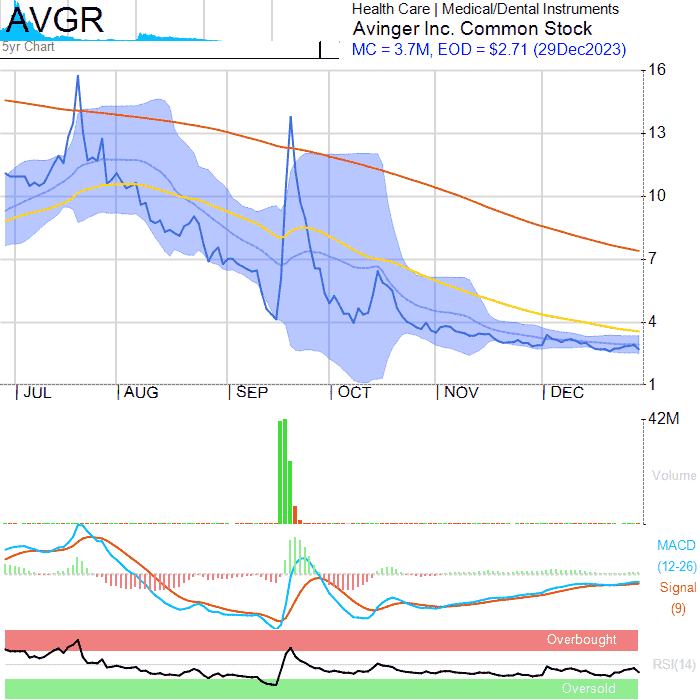 AVGR
5yr Chart
Health Care | Medical/Dental Instruments
Avinger Inc. Common Stock
MC = 3.7M, EOD = $2.71 (29Dec2023)
16
13
10
7
4
1
JUL AUG SEP OCT NOV DEC
42M
Volume
MACD
(12-26)
Signal
(9)
Overbought
RSI(14)
Oversold